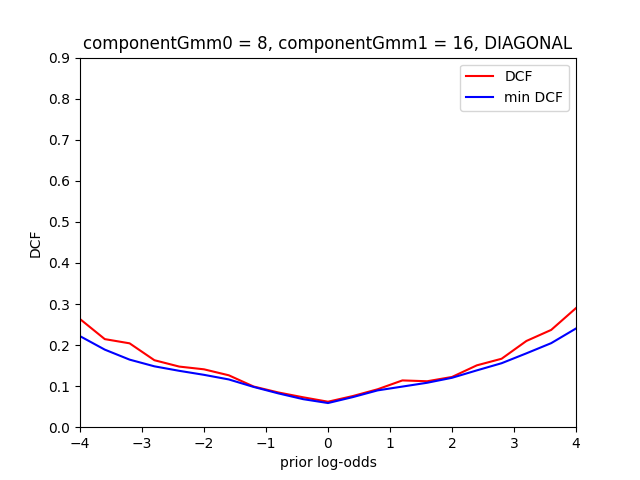 componentGmm0 = 8, componentGmm1 = 16, DIAGONAL
DCF
min DCF
0.9
0.8
0.7
0.6
0.5
0.4
0.3
0.2
0.1
0.0
DCF
−4 −3 −2 −1 0 1 2 3 4
prior log-odds